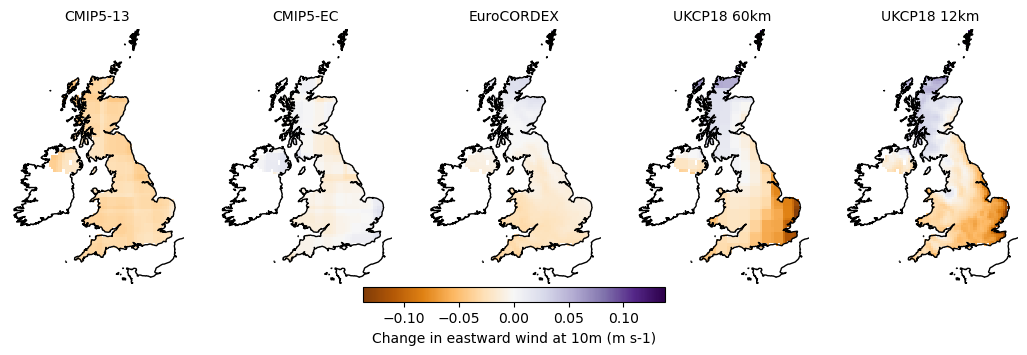 CMIP5-13 CMIP5-EC EuroCORDEX UKCP18 60km UKCP18 12km
−0.10 −0.05 0.00 0.05 0.10
Change in eastward wind at 10m (m s-1)